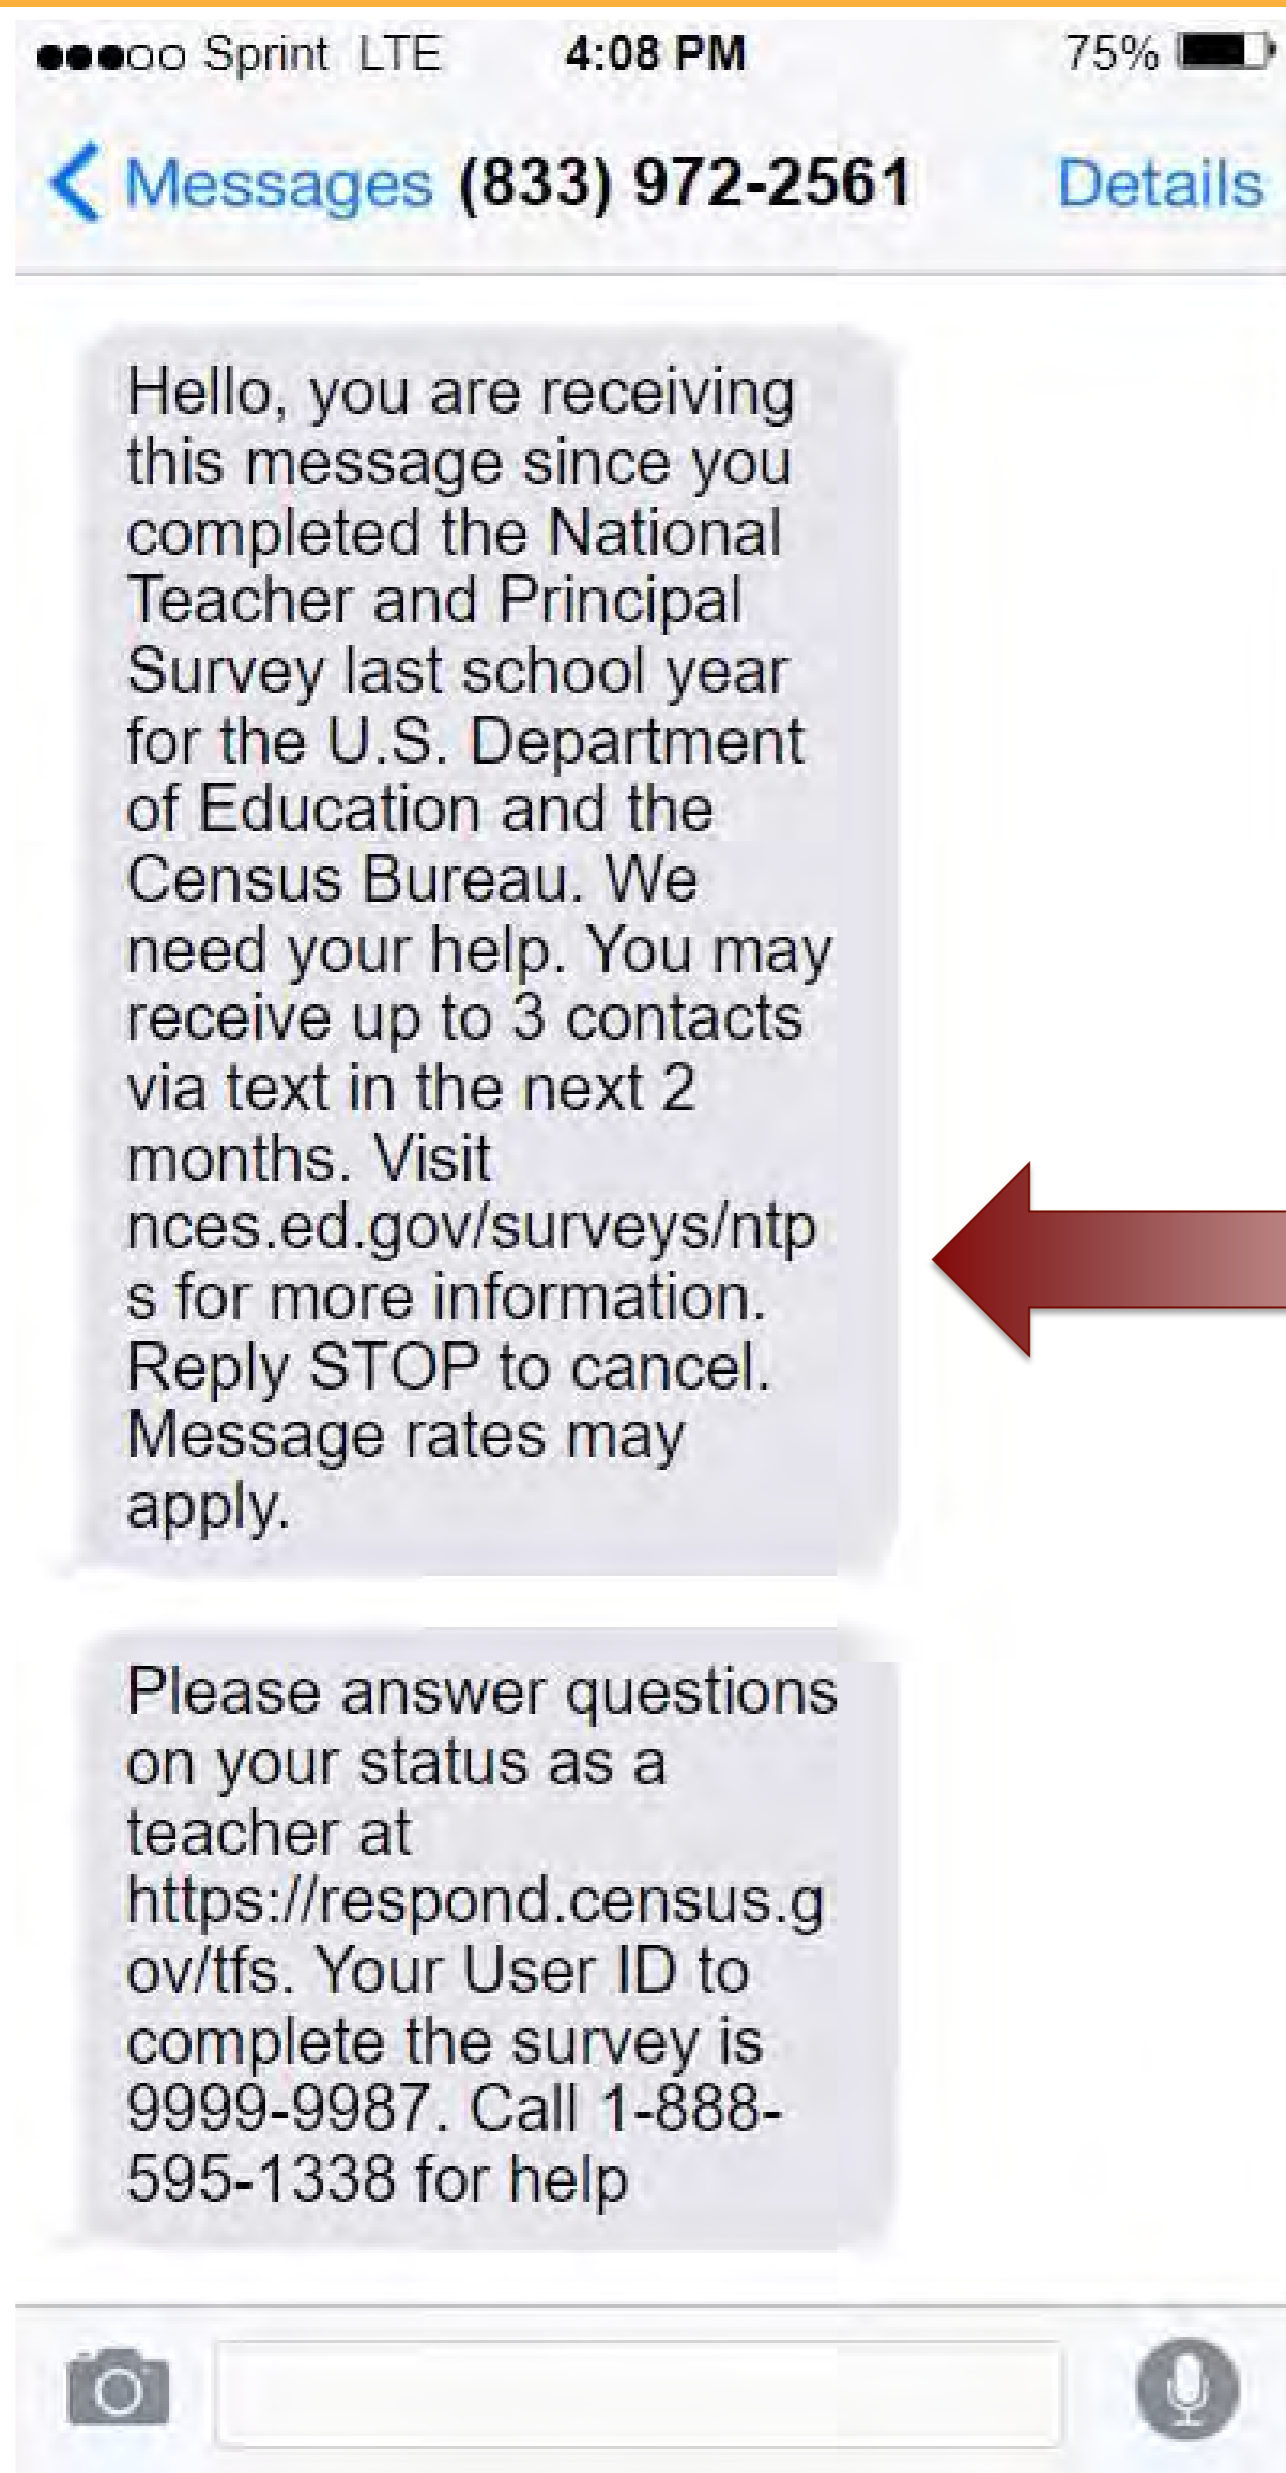 Sprint LTE 4:08 PM 75%
Messages (833) 972-2561 Details
Hello, you are receiving
this message since you
completed the National
Teacher and Principal
Survey last school year
for the U.S. Department
of Education and the
Census Bureau. We
need your help. You may
receive up to 3 contacts
via text in the next 2
months. Visit
nces.ed.gov/surveys/ntp
s for more information.
Reply STOP to cancel.
Message rates may
apply.
Please answer questions
on your status as a
teacher at
https://respond.census.g
ov/tfs. Your User ID to
complete the survey is
9999-9987. Call 1-888-
595-1338 for help